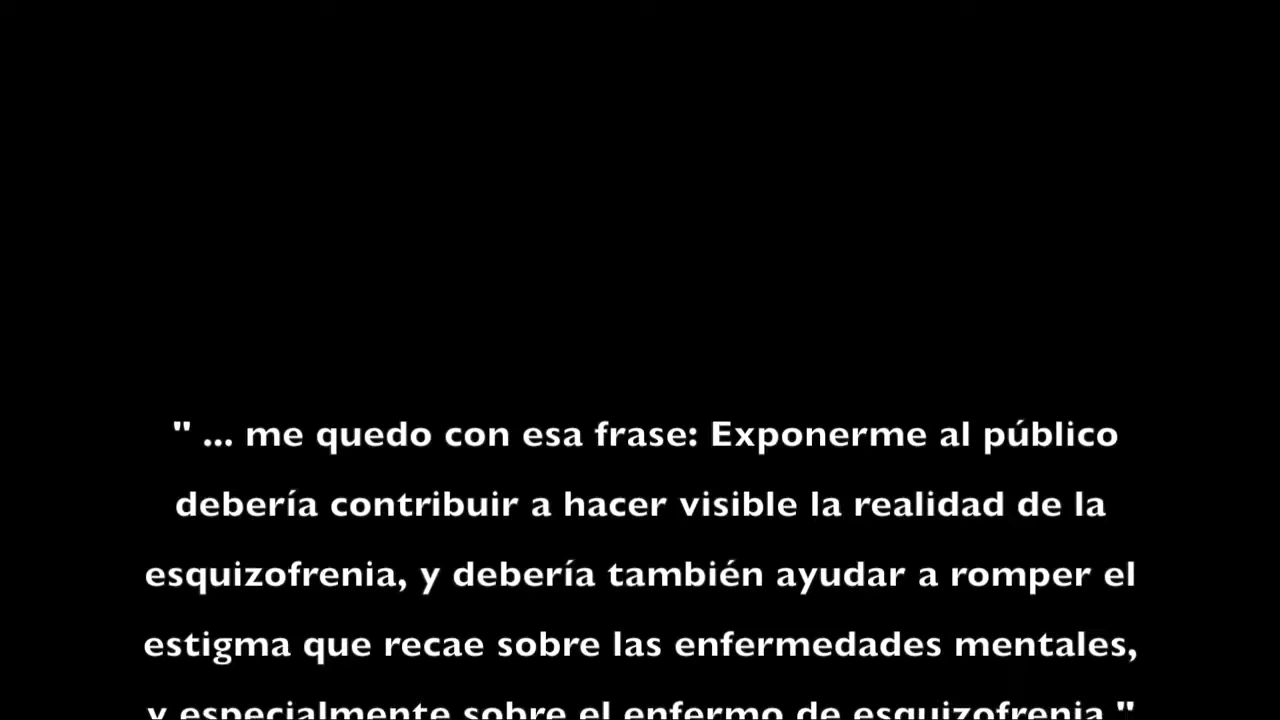 " ... me quedo con esa frase: Exponerme al público
debería contribuir a hacer visible la realidad de la
esquizofrenia, y debería también ayudar a romper el
estigma que recae sobre las enfermedades mentales,
y especialmente sobre el enfermo de esquizofrenia."